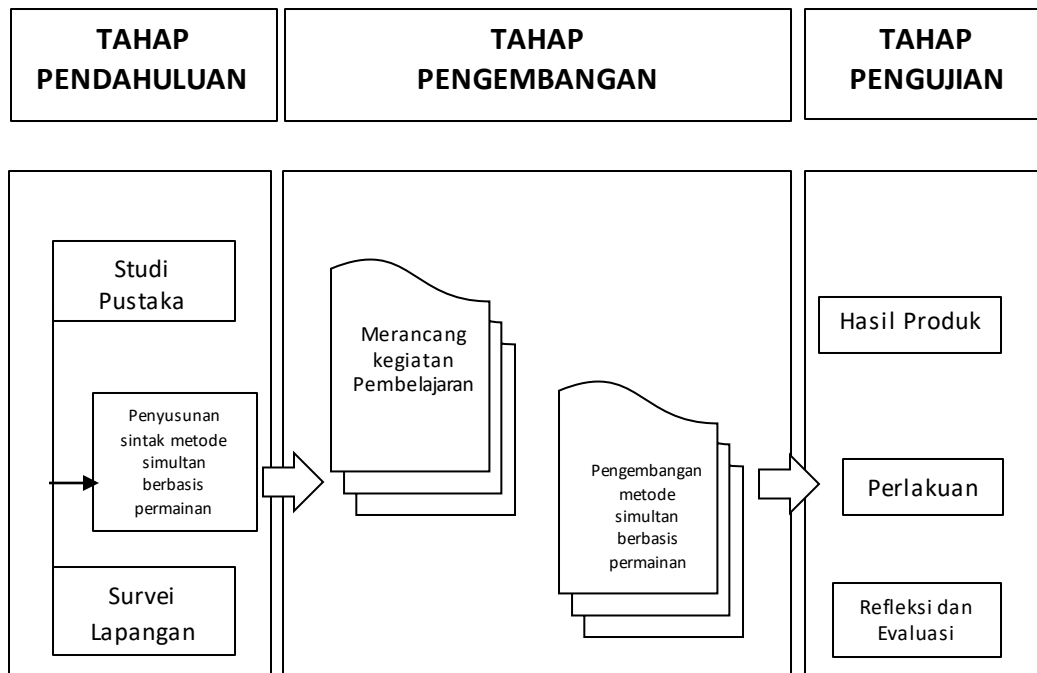 TAHAP
PENDAHULUAN
TAHAP
PENGEMBANGAN
TAHAP
PENGUJIAN
Studi
Pustaka
Penyusunan
sintak metode
simultan
berbasis
permainan
Survei
Lapangan
Merancang
kegiatan
Pembelajaran
Pengembangan
metode
simultan
berbasis
permainan
Hasil Produk
Perlakuan
Refleksi dan
Evaluasi